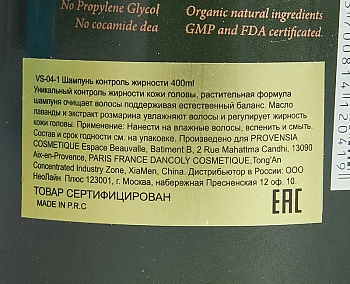 No Propylene Glycol
No cocamide dea
Organic natural ingredients
GMP and FDA certificated.
VS-04-1 Шампунь контроль жирности 400ml
Уникальный контроль жирности кожи головы, растительная формула
шампуня очищает волосы поддерживая естественный баланс. Масло
лаванды и экстракт розмарина увлажняют волосы и регулирует жирность
кожи головы. Применение: Нанести на влажные волосы, вспенить и смыть.
Состав и срок годности см. на упаковке. Произведено для PROVENSIA
COSMETIQUE Espace Beauvalle, Batiment B, 2 Rue Mahattma Candhi, 13090
Aix-en-Provence, PARIS FRANCE DANCOLY COSMETIQUE,Tong'An
Concentrated Industry Zone, XiaMen, China. Дистрибьютор в России: ООО
НеоЛайн Плюс 123001, г. Москва, набережная Пресненская 12 оф. 10.
ТОВАР СЕРТИФИЦИРОВАН
MADE IN P.R.C
EAC